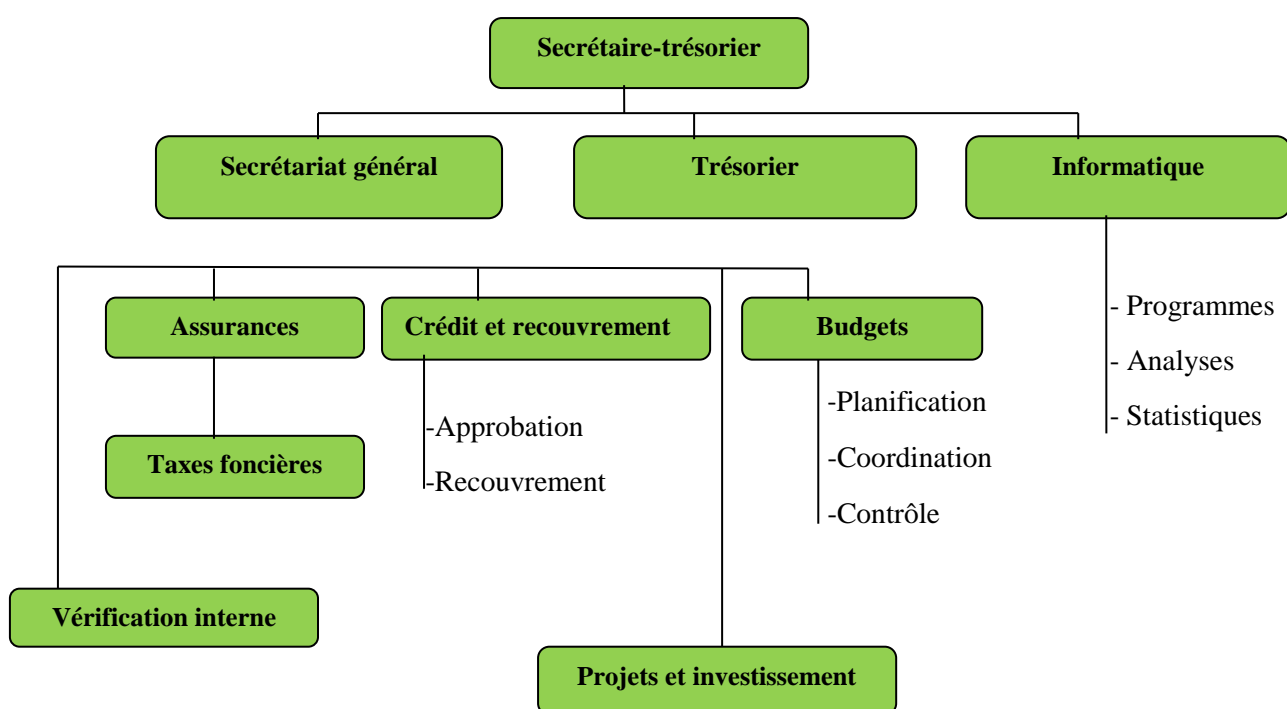 Secrétaire-trésorier
Secrétariat général
Trésorier
Informatique
- Programmes
- Analyses
- Statistiques
Assurances
Crédit et recouvrement
Budgets
-Planification
-Coordination
-Contrôle
-Approbation
-Recouvrement
Taxes foncières
Vérification interne
Projets et investissement